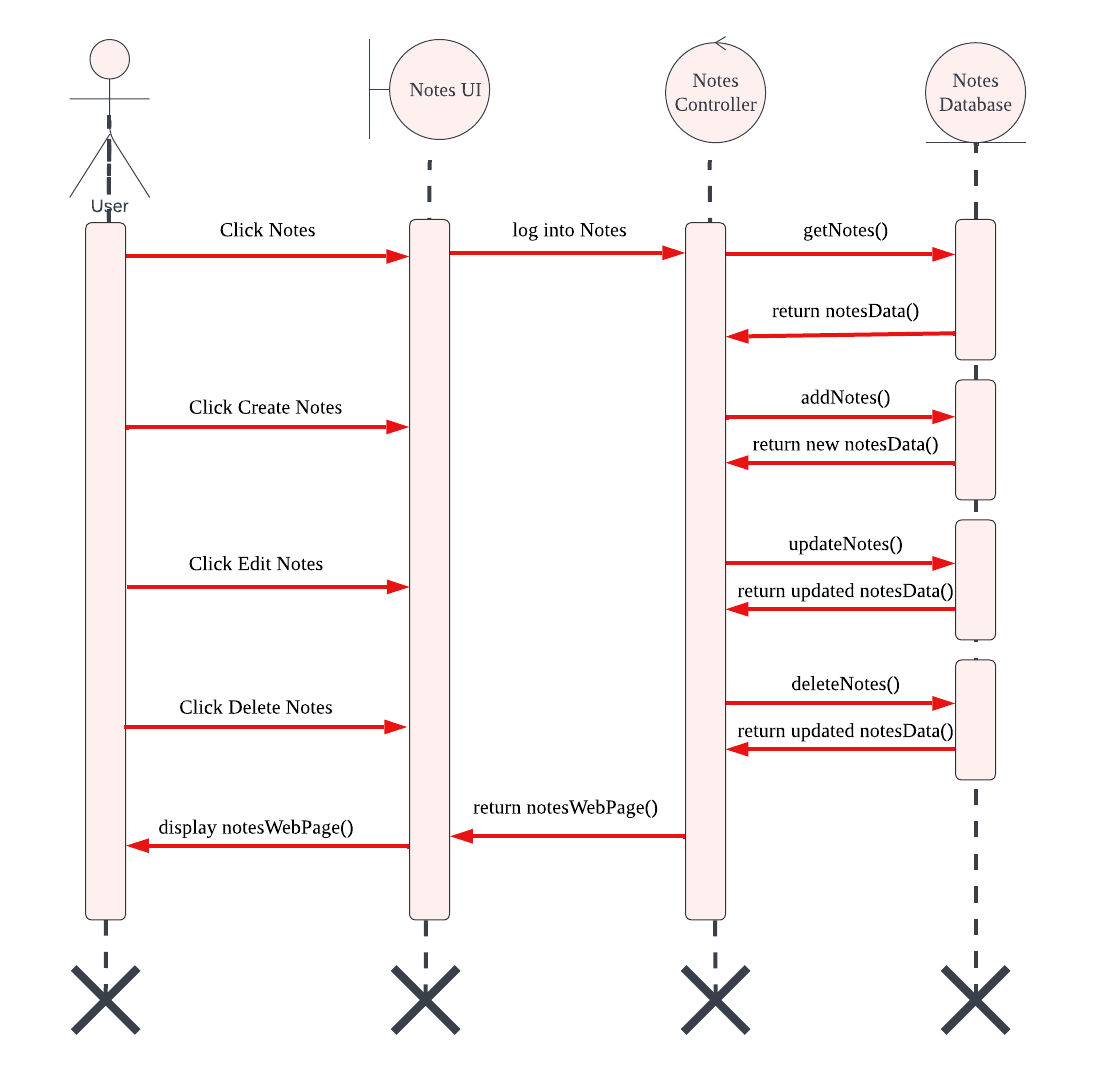 Notes UI
Notes
Controller
Notes
Database
User
Click Notes
log into Notes
getNotes()
return notesData()
Click Create Notes
addNotes()
return new notesData()
Click Edit Notes
updateNotes()
return updated notesData()
Click Delete Notes
deleteNotes()
return updated notesData()
return notesWebPage()
display notesWebPage()